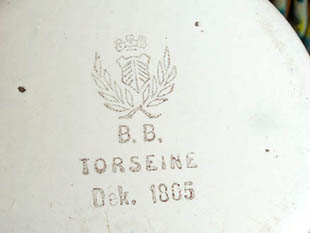 B.B.
TORSEINE
Dek. 1805